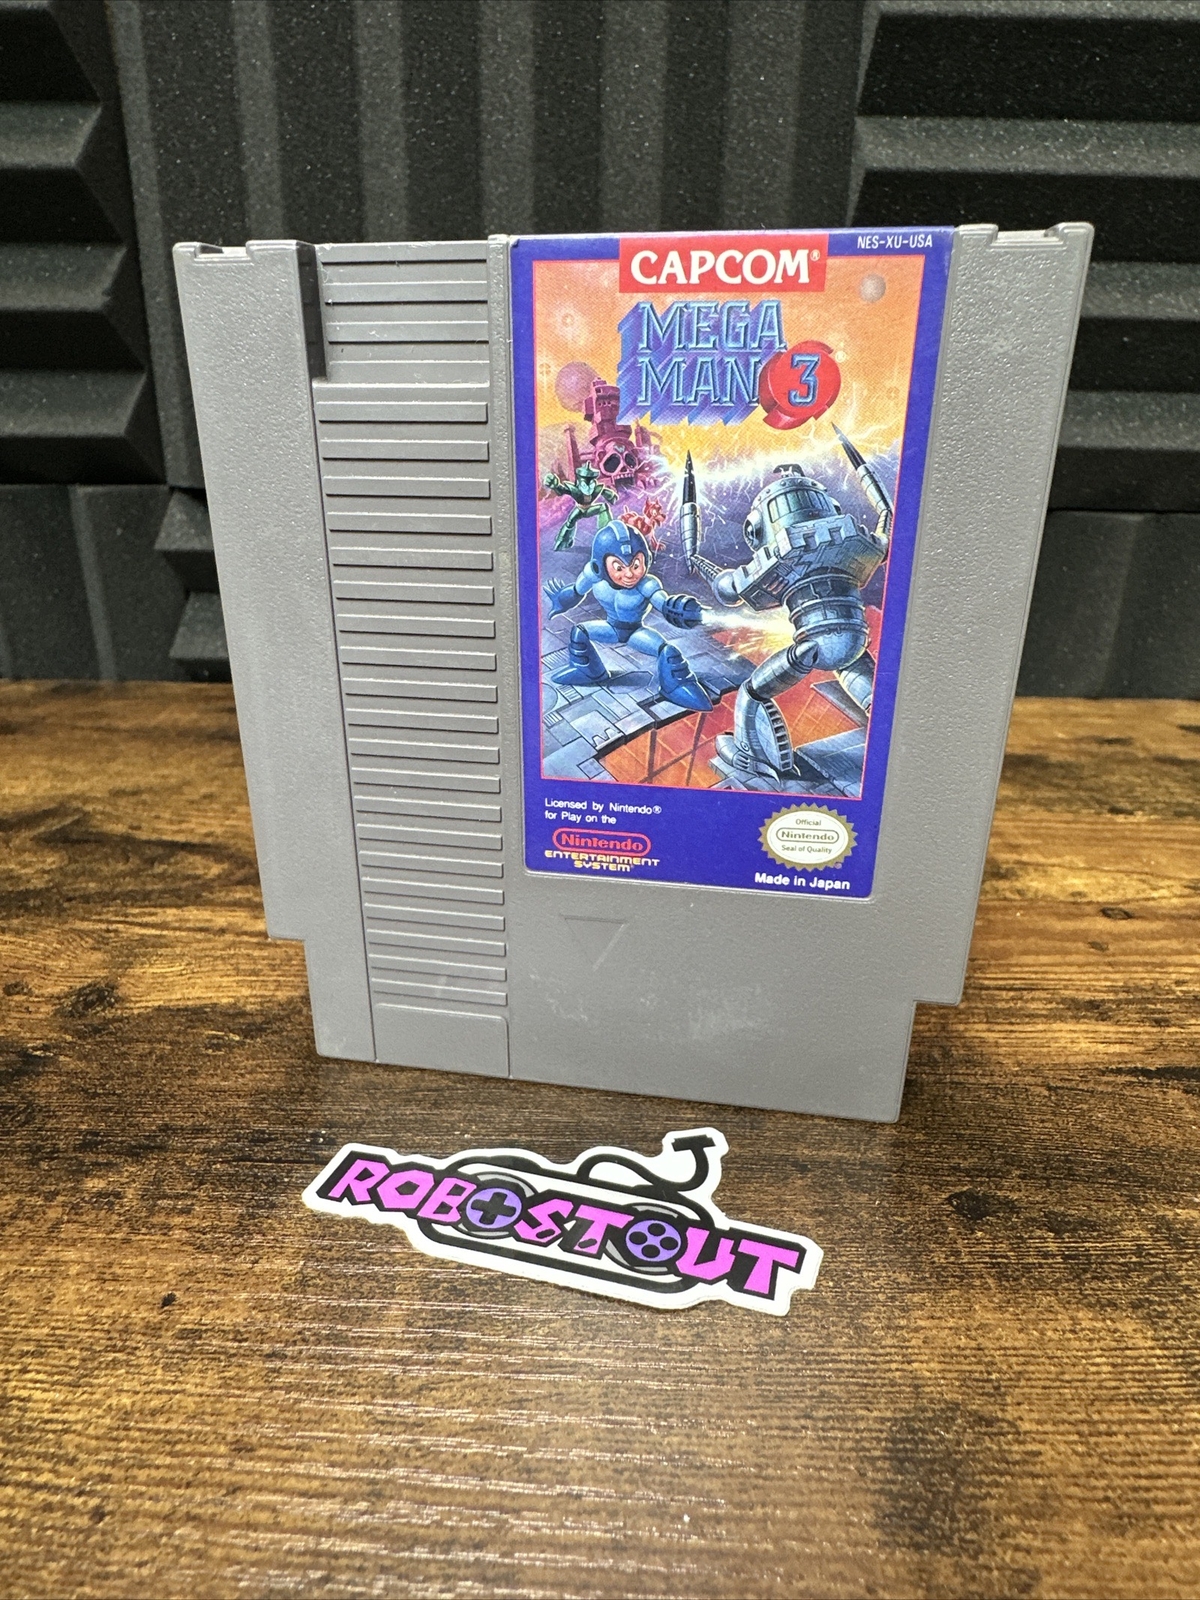 NES-XU-USA
CAPCOM®
MEGA
MAN 3
Licensed by Nintendo®
for Play on the
Nintendo
ENTERTAINMENT
SYSTEM
Official
Nintendo
Seal of Quality
Made in Japan
ROBOSTOUT